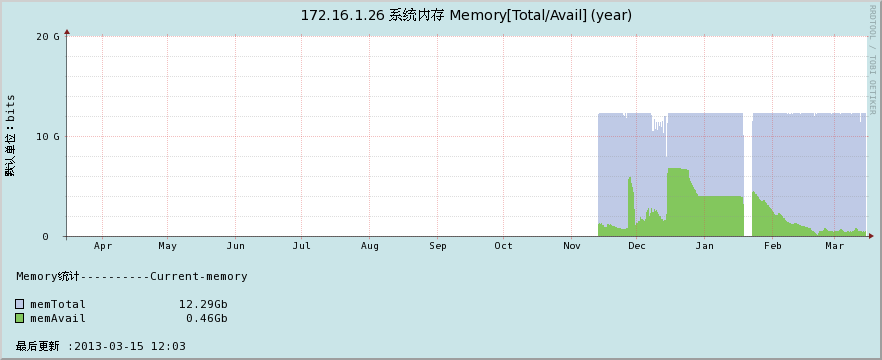 172.16.1.26 系统内存 Memory[Total/Avail] (year)
RRDTOOL / TOBI OETIKER
默认单位：bits
20 G
10 G
0
Apr May Jun Jul Aug Sep Oct Nov Dec Jan Feb Mar
Memory统计----------Current-memory
memTotal 12.29Gb
memAvail 0.46Gb
最后更新 :2013-03-15 12:03